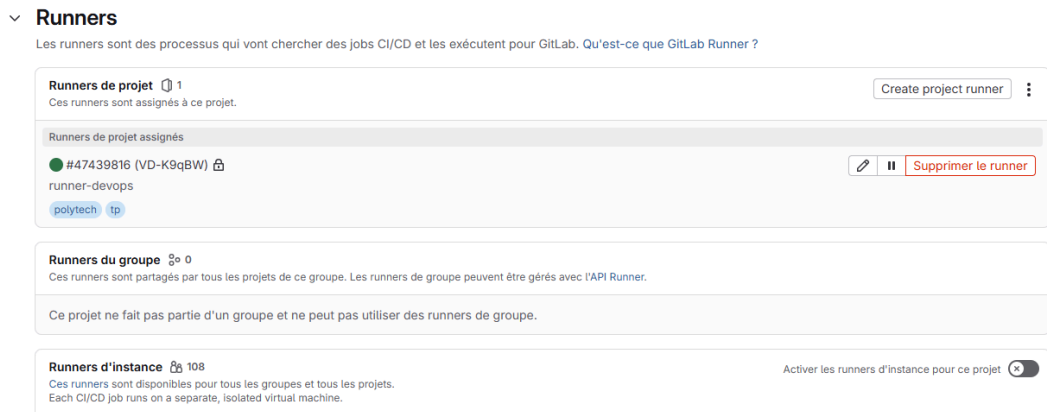 Runners
Les runners sont des processus qui vont chercher des jobs CI/CD et les exécutent pour GitLab. Qu'est-ce que GitLab Runner ?
Runners de projet 1
Create project runner
Ces runners sont assignés à ce projet.
Runners de projet assignés
#47439816 (VD-K9qBW)
Supprimer le runner
runner-devops
polytech tp
Runners du groupe 0
Ces runners sont partagés par tous les projets de ce groupe. Les runners de groupe peuvent être gérés avec l'API Runner.
Ce projet ne fait pas partie d'un groupe et ne peut pas utiliser des runners de groupe.
Runners d'instance 108
Activer les runners d'instance pour ce projet
Ces runners sont disponibles pour tous les groupes et tous les projets.
Each CI/CD job runs on a separate, isolated virtual machine.